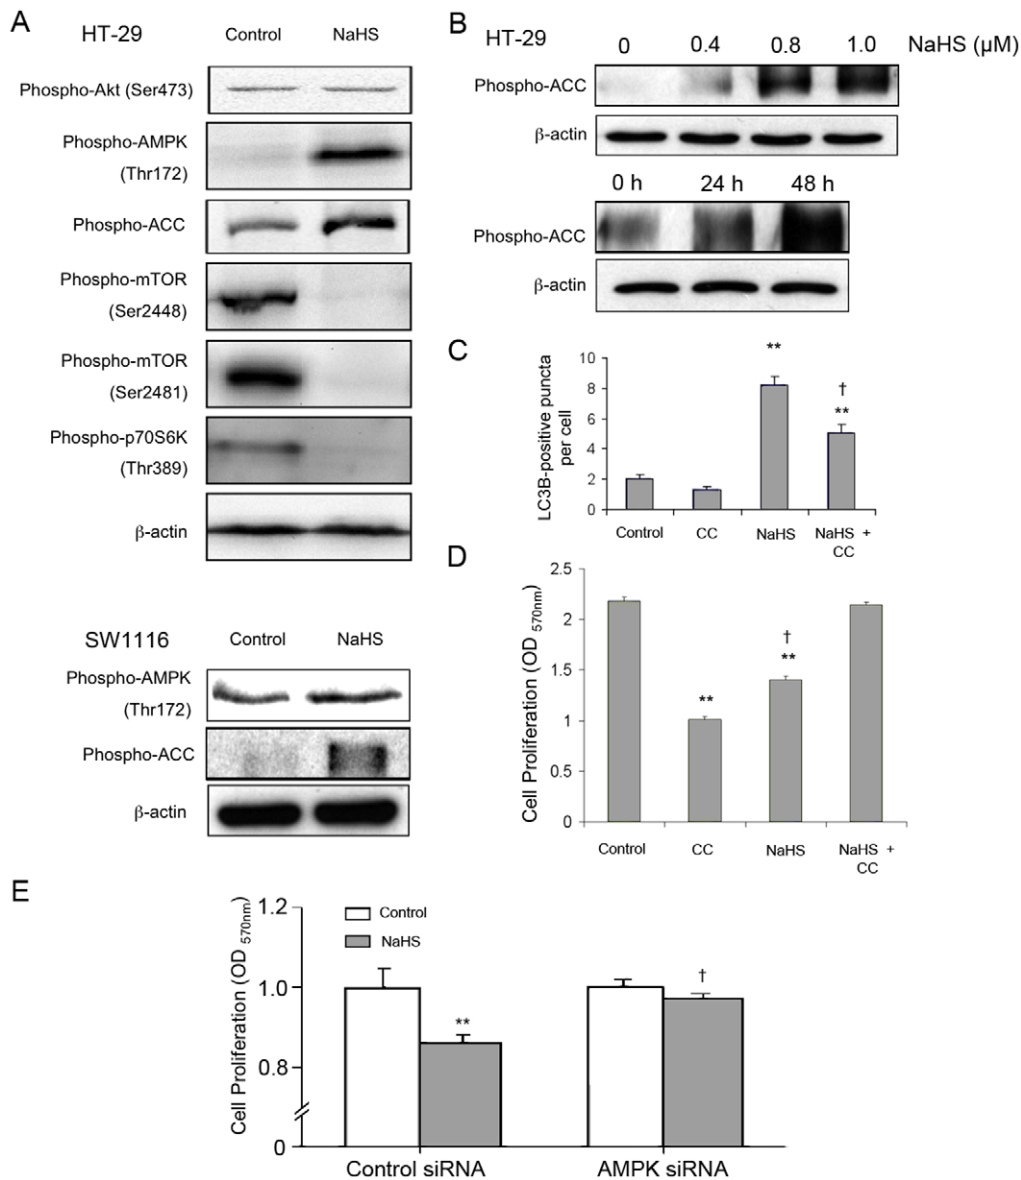 A
HT-29
Control NaHS
Phospho-Akt (Ser473)
Phospho-AMPK
(Thr172)
Phospho-ACC
Phospho-mTOR
(Ser2448)
Phospho-mTOR
(Ser2481)
Phospho-p70S6K
(Thr389)
β-actin
SW1116
Control NaHS
Phospho-AMPK
(Thr172)
Phospho-ACC
β-actin
B
HT-29
0 0.4 0.8 1.0 NaHS (µM)
Phospho-ACC
β-actin
0 h 24 h 48 h
Phospho-ACC
β-actin
C
LC3B-positive puncta
per cell
10
8
6
4
2
0
**
†
**
Control CC NaHS NaHS +
CC
D
Cell Proliferation (OD 570nm)
2.5
2
1.5
1
0.5
0
**
†
**
Control CC NaHS NaHS +
CC
E
Cell Proliferation (OD 570nm)
1.2
1.0
0.8
0
Control
NaHS
**
†
Control siRNA AMPK siRNA